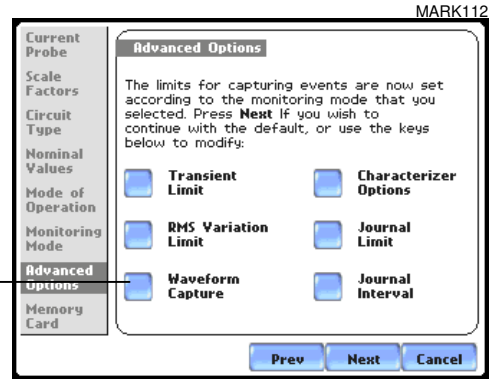 MARK112
Current
Probe
Scale
Factors
Circuit
Type
Nominal
Values
Mode of
Operation
Monitoring
Mode
Advanced
Options
Memory
Card
Advanced Options
The limits for capturing events are now set
according to the monitoring mode that you
selected. Press Next If you wish to
continue with the default, or use the keys
below to modify:
Transient
Limit
Characterizer
Options
RMS Variation
Limit
Journal
Limit
Waveform
Capture
Journal
Interval
Prev
Next
Cancel